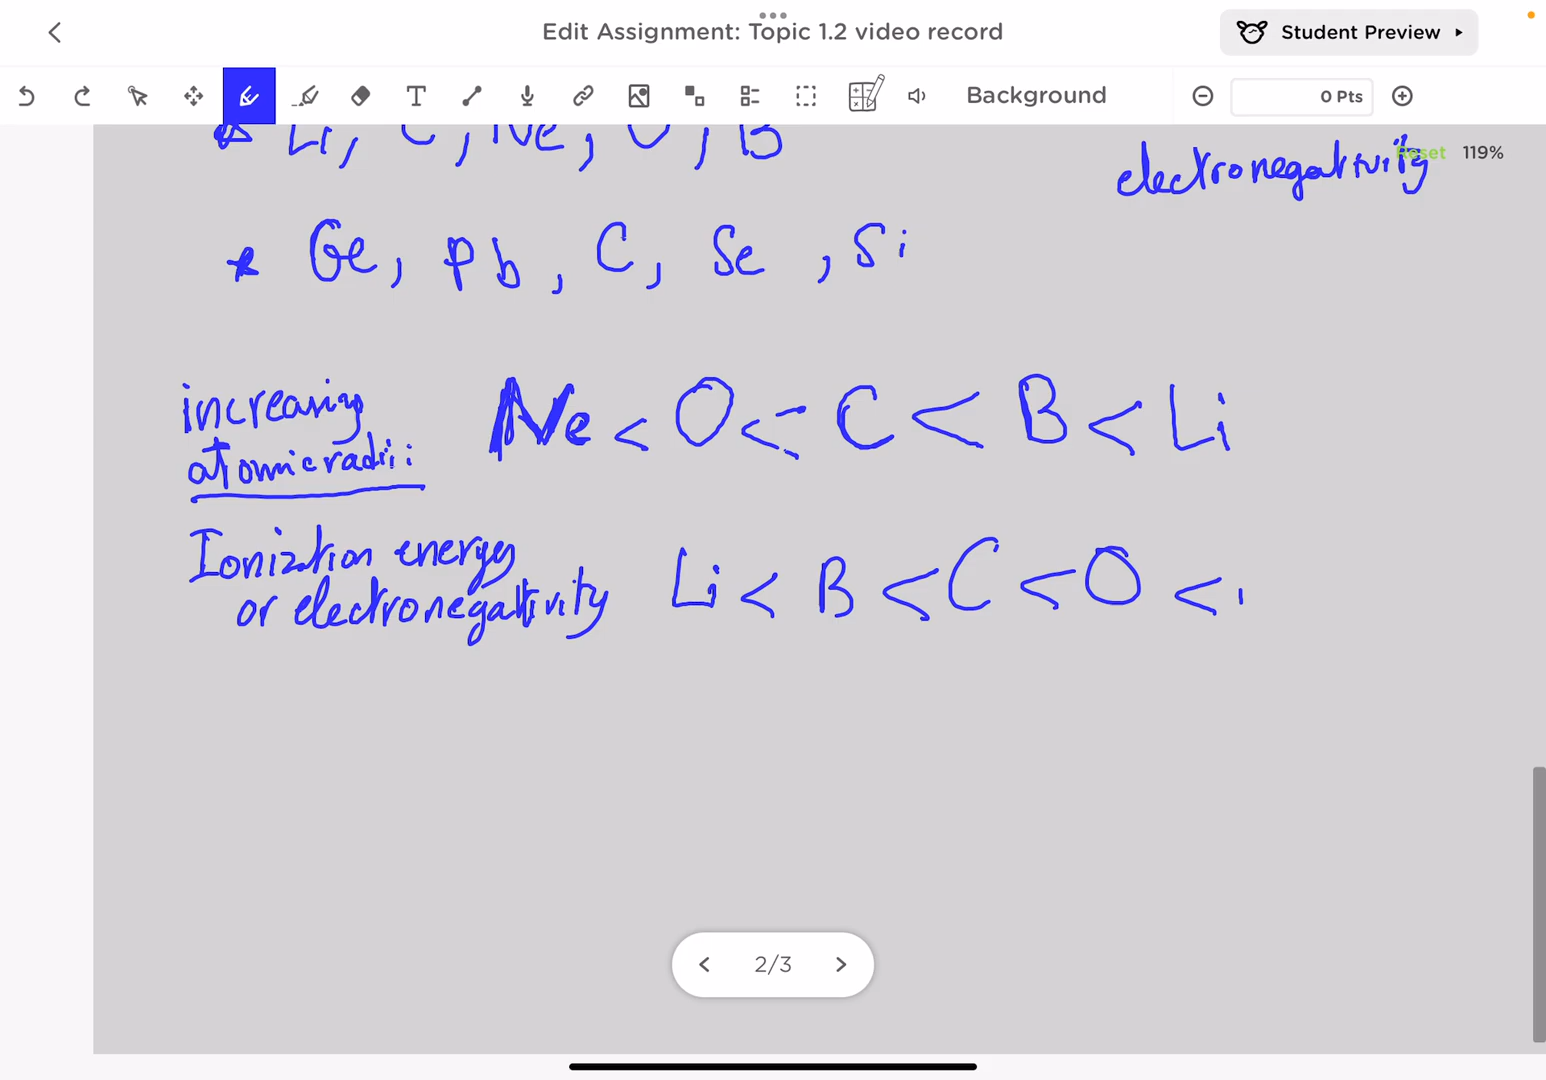 Edit Assignment: Topic 1.2 video record
Student Preview
Background
0 Pts
Li, C, Ne, O, B
electronegativity
Reset 119%
* Ge, Pb, C, Se, Si
increasing
atomic radii:
Ne < O < C < B < Li
Ionization energy
or electronegativity
Li < B < C < O <
2/3